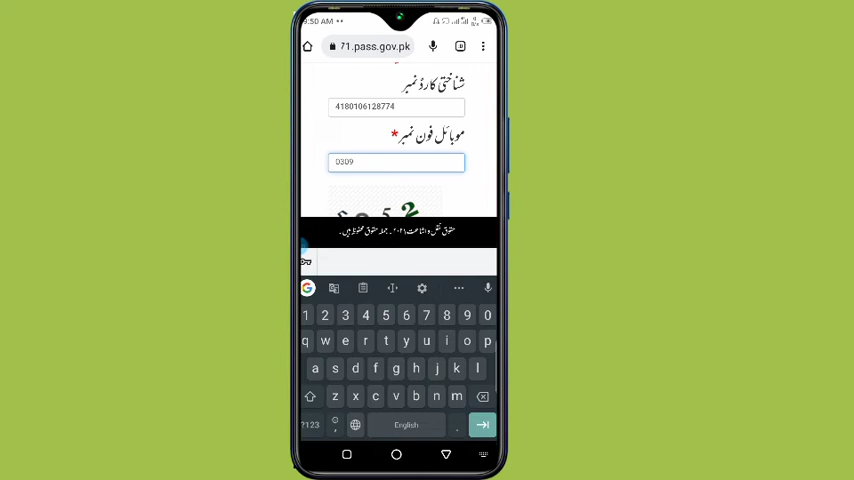 9:50 AM
71.pass.gov.pk
شناختی کارڈ نمبر
4180106128774
موبائل فون نمبر*
0309
حقوق نقل و اشاعت ۲۰۲۱ - جملہ حقوق محفوظ ہیں۔
1 2 3 4 5 6 7 8 9 0
q w e r t y u i o p
a s d f g h j k l
z x c v b n m
?123 , English .